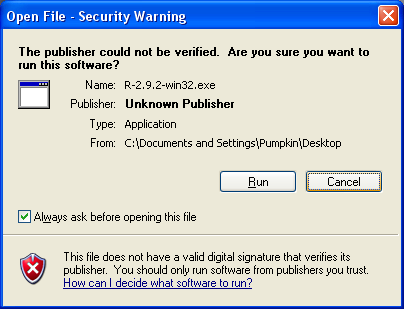 Open File - Security Warning
The publisher could not be verified.  Are you sure you want to
run this software?
Name: R-2.9.2-win32.exe
Publisher: Unknown Publisher
Type: Application
From: C:\Documents and Settings\Pumpkin\Desktop
Run Cancel
Always ask before opening this file
This file does not have a valid digital signature that verifies its
publisher.  You should only run software from publishers you trust.
How can I decide what software to run?